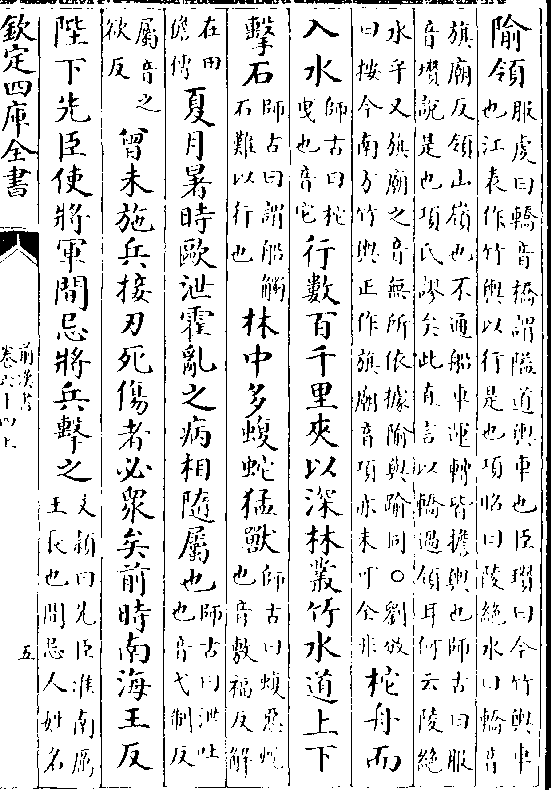 隃領服虔曰轎音橋謂隘道輿車也臣瓚曰今竹輿車也江表作竹輿以行是也項昭曰陵絶水曰轎音
旗廟反領山嶺也不通船車運轉皆擔輿也師古曰服音瓚說是也項氏謬矣此直言以轎過領耳何云陵絶
水乎又旗廟之音無所依據隃與踰同○劉攽曰按今南方竹輿正作旗廟音項亦未可全非柂舟而
入水師古曰柂曳也音它行數百千里夾以深林叢竹水道上下
擊石師古曰謂船觸石難以行也林中多蝮蛇猛獸師古曰蝮惡蛇也音敷福反解
在田儋傳夏月暑時歐泄霍亂之病相隨屬也師古曰泄吐也音弋制反
屬音之欲反曾未施兵接刃死傷者必衆矣前時南海王反
陛下先臣使將軍間忌將兵擊之文穎曰先臣淮南厲王長也間忌人姓名
欽定四庫全書
前漢書
卷六十四上
五